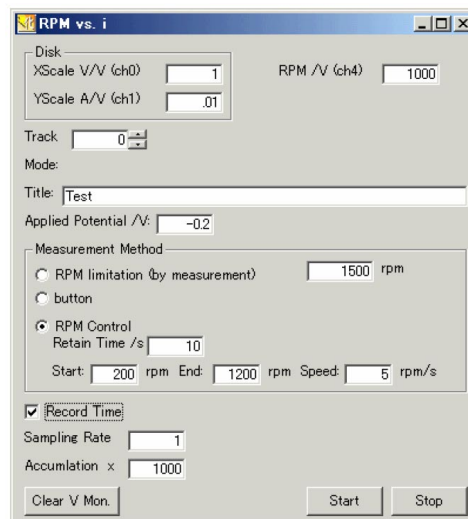 RPM vs. i
Disk
XScale V/V (ch0) 1 RPM /V (ch4) 1000
YScale A/V (ch1) .01
Track 0
Mode:
Title: Test
Applied Potential /V: -0.2
Measurement Method
RPM limitation (by measurement) 1500 rpm
button
RPM Control
Retain Time /s 10
Start: 200 rpm End: 1200 rpm Speed: 5 rpm/s
Record Time
Sampling Rate 1
Accumlation × 1000
Clear V Mon. Start Stop